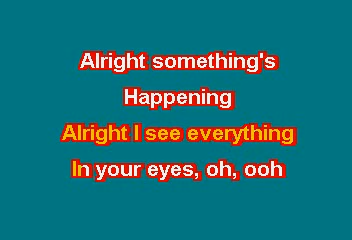 Alright something's
Happening
Alright I see everything
In your eyes, oh, ooh